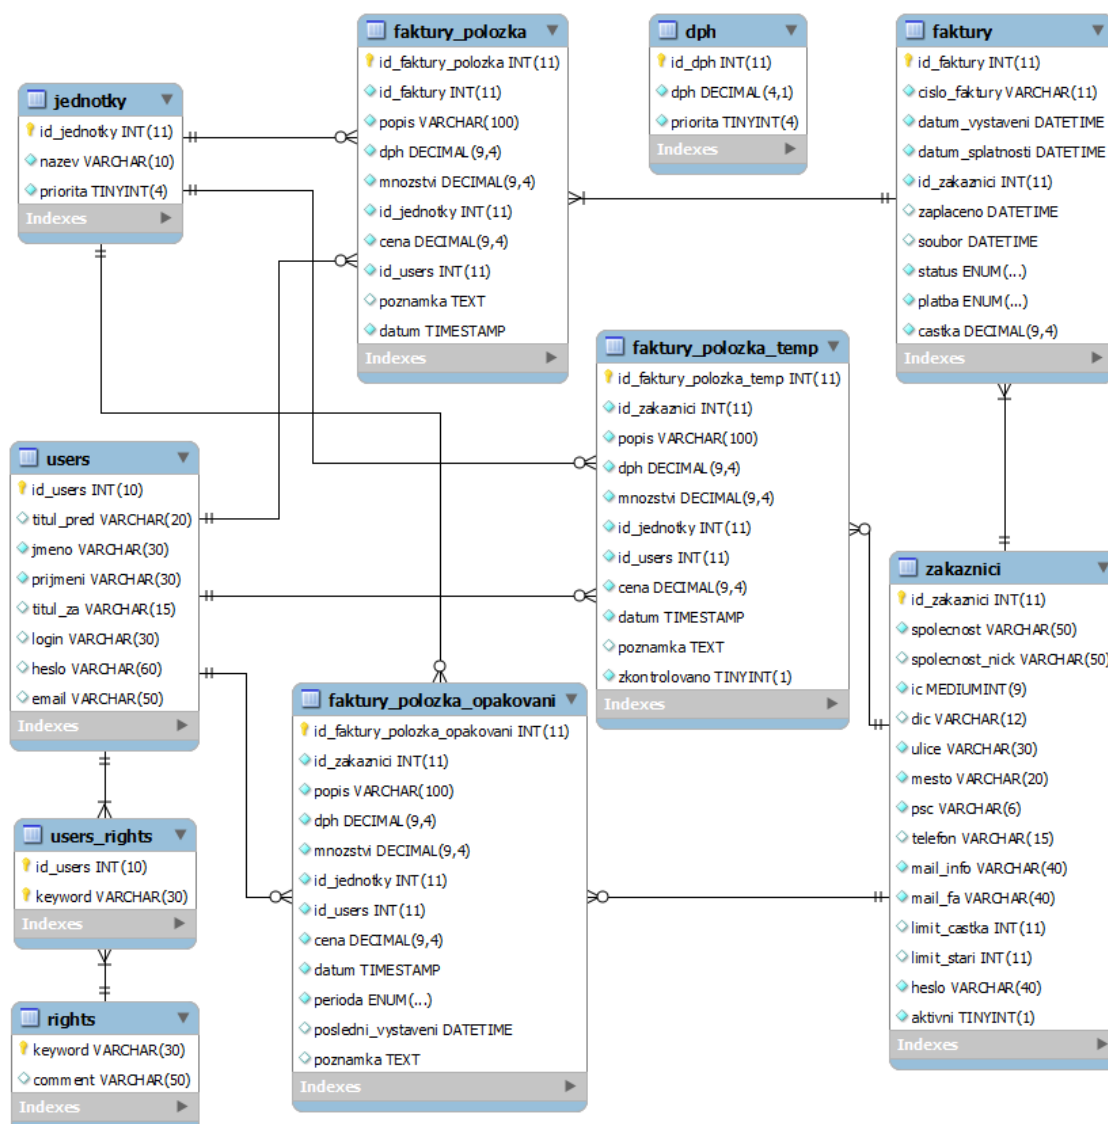 faktury_polozka
id_faktury_polozka INT(11)
id_faktury INT(11)
popis VARCHAR(100)
dph DECIMAL(9,4)
mnozstvi DECIMAL(9,4)
id_jednotky INT(11)
cena DECIMAL(9,4)
id_users INT(11)
poznamka TEXT
datum TIMESTAMP
Indexes
dph
id_dph INT(11)
dph DECIMAL(4,1)
priorita TINYINT(4)
Indexes
faktury
id_faktury INT(11)
cislo_faktury VARCHAR(11)
datum_vystaveni DATETIME
datum_splatnosti DATETIME
id_zakaznici INT(11)
zaplaceno DATETIME
soubor DATETIME
status ENUM(...)
platba ENUM(...)
castka DECIMAL(9,4)
Indexes
jednotky
id_jednotky INT(11)
nazev VARCHAR(10)
priorita TINYINT(4)
Indexes
faktury_polozka_temp
id_faktury_polozka_temp INT(11)
id_zakaznici INT(11)
popis VARCHAR(100)
dph DECIMAL(9,4)
mnozstvi DECIMAL(9,4)
id_jednotky INT(11)
id_users INT(11)
cena DECIMAL(9,4)
datum TIMESTAMP
poznamka TEXT
zkontrolovano TINYINT(1)
Indexes
users
id_users INT(10)
titul_pred VARCHAR(20)
jmeno VARCHAR(30)
prijmeni VARCHAR(30)
titul_za VARCHAR(15)
login VARCHAR(30)
heslo VARCHAR(60)
email VARCHAR(50)
Indexes
zakaznici
id_zakaznici INT(11)
spolecnost VARCHAR(50)
spolecnost_nick VARCHAR(50)
ic MEDIUMINT(9)
dic VARCHAR(12)
ulice VARCHAR(30)
mesto VARCHAR(20)
psc VARCHAR(6)
telefon VARCHAR(15)
mail_info VARCHAR(40)
mail_fa VARCHAR(40)
limit_castka INT(11)
limit_stari INT(11)
heslo VARCHAR(40)
aktivni TINYINT(1)
Indexes
faktury_polozka_opakovani
id_faktury_polozka_opakovani INT(11)
id_zakaznici INT(11)
popis VARCHAR(100)
dph DECIMAL(9,4)
mnozstvi DECIMAL(9,4)
id_jednotky INT(11)
id_users INT(11)
cena DECIMAL(9,4)
datum TIMESTAMP
perioda ENUM(...)
posledni_vystaveni DATETIME
poznamka TEXT
Indexes
users_rights
id_users INT(10)
keyword VARCHAR(30)
Indexes
rights
keyword VARCHAR(30)
comment VARCHAR(50)
Indexes